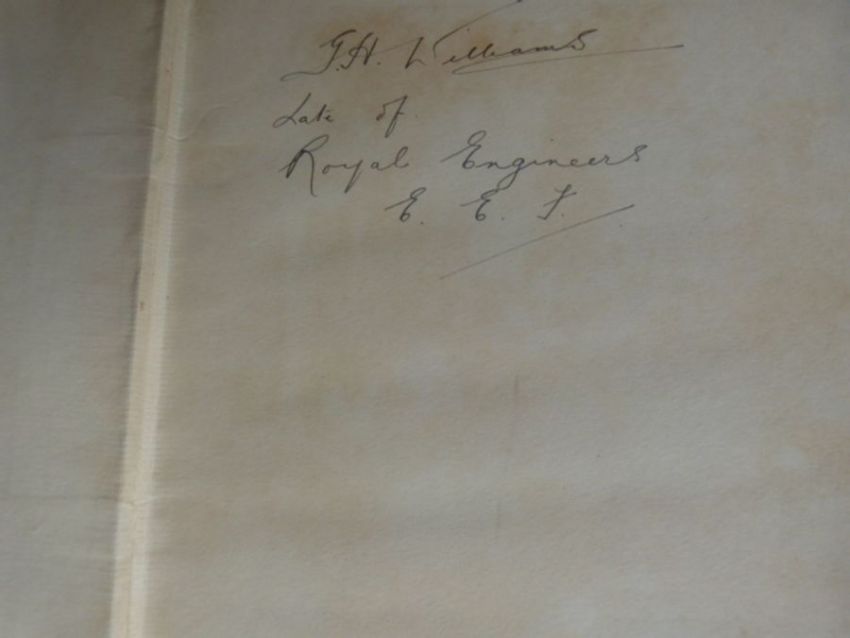 G.H. Williams
Late of
Royal Engineers
E. E. F.